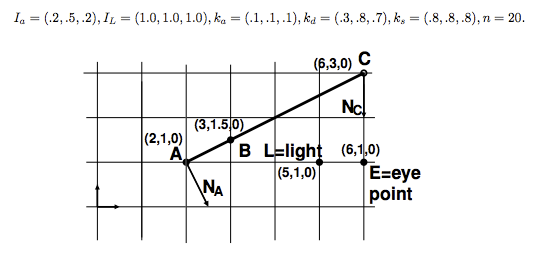 I_a = (.2, .5, .2), I_L = (1.0, 1.0, 1.0), k_a = (.1, .1, .1), k_d = (.3, .8, .7), k_s = (.8, .8, .8), n = 20.
(6,3,0) C
N_C
(3,1.5,0)
(2,1,0)
A B L=light (6,1,0)
(5,1,0) E=eye
N_A point